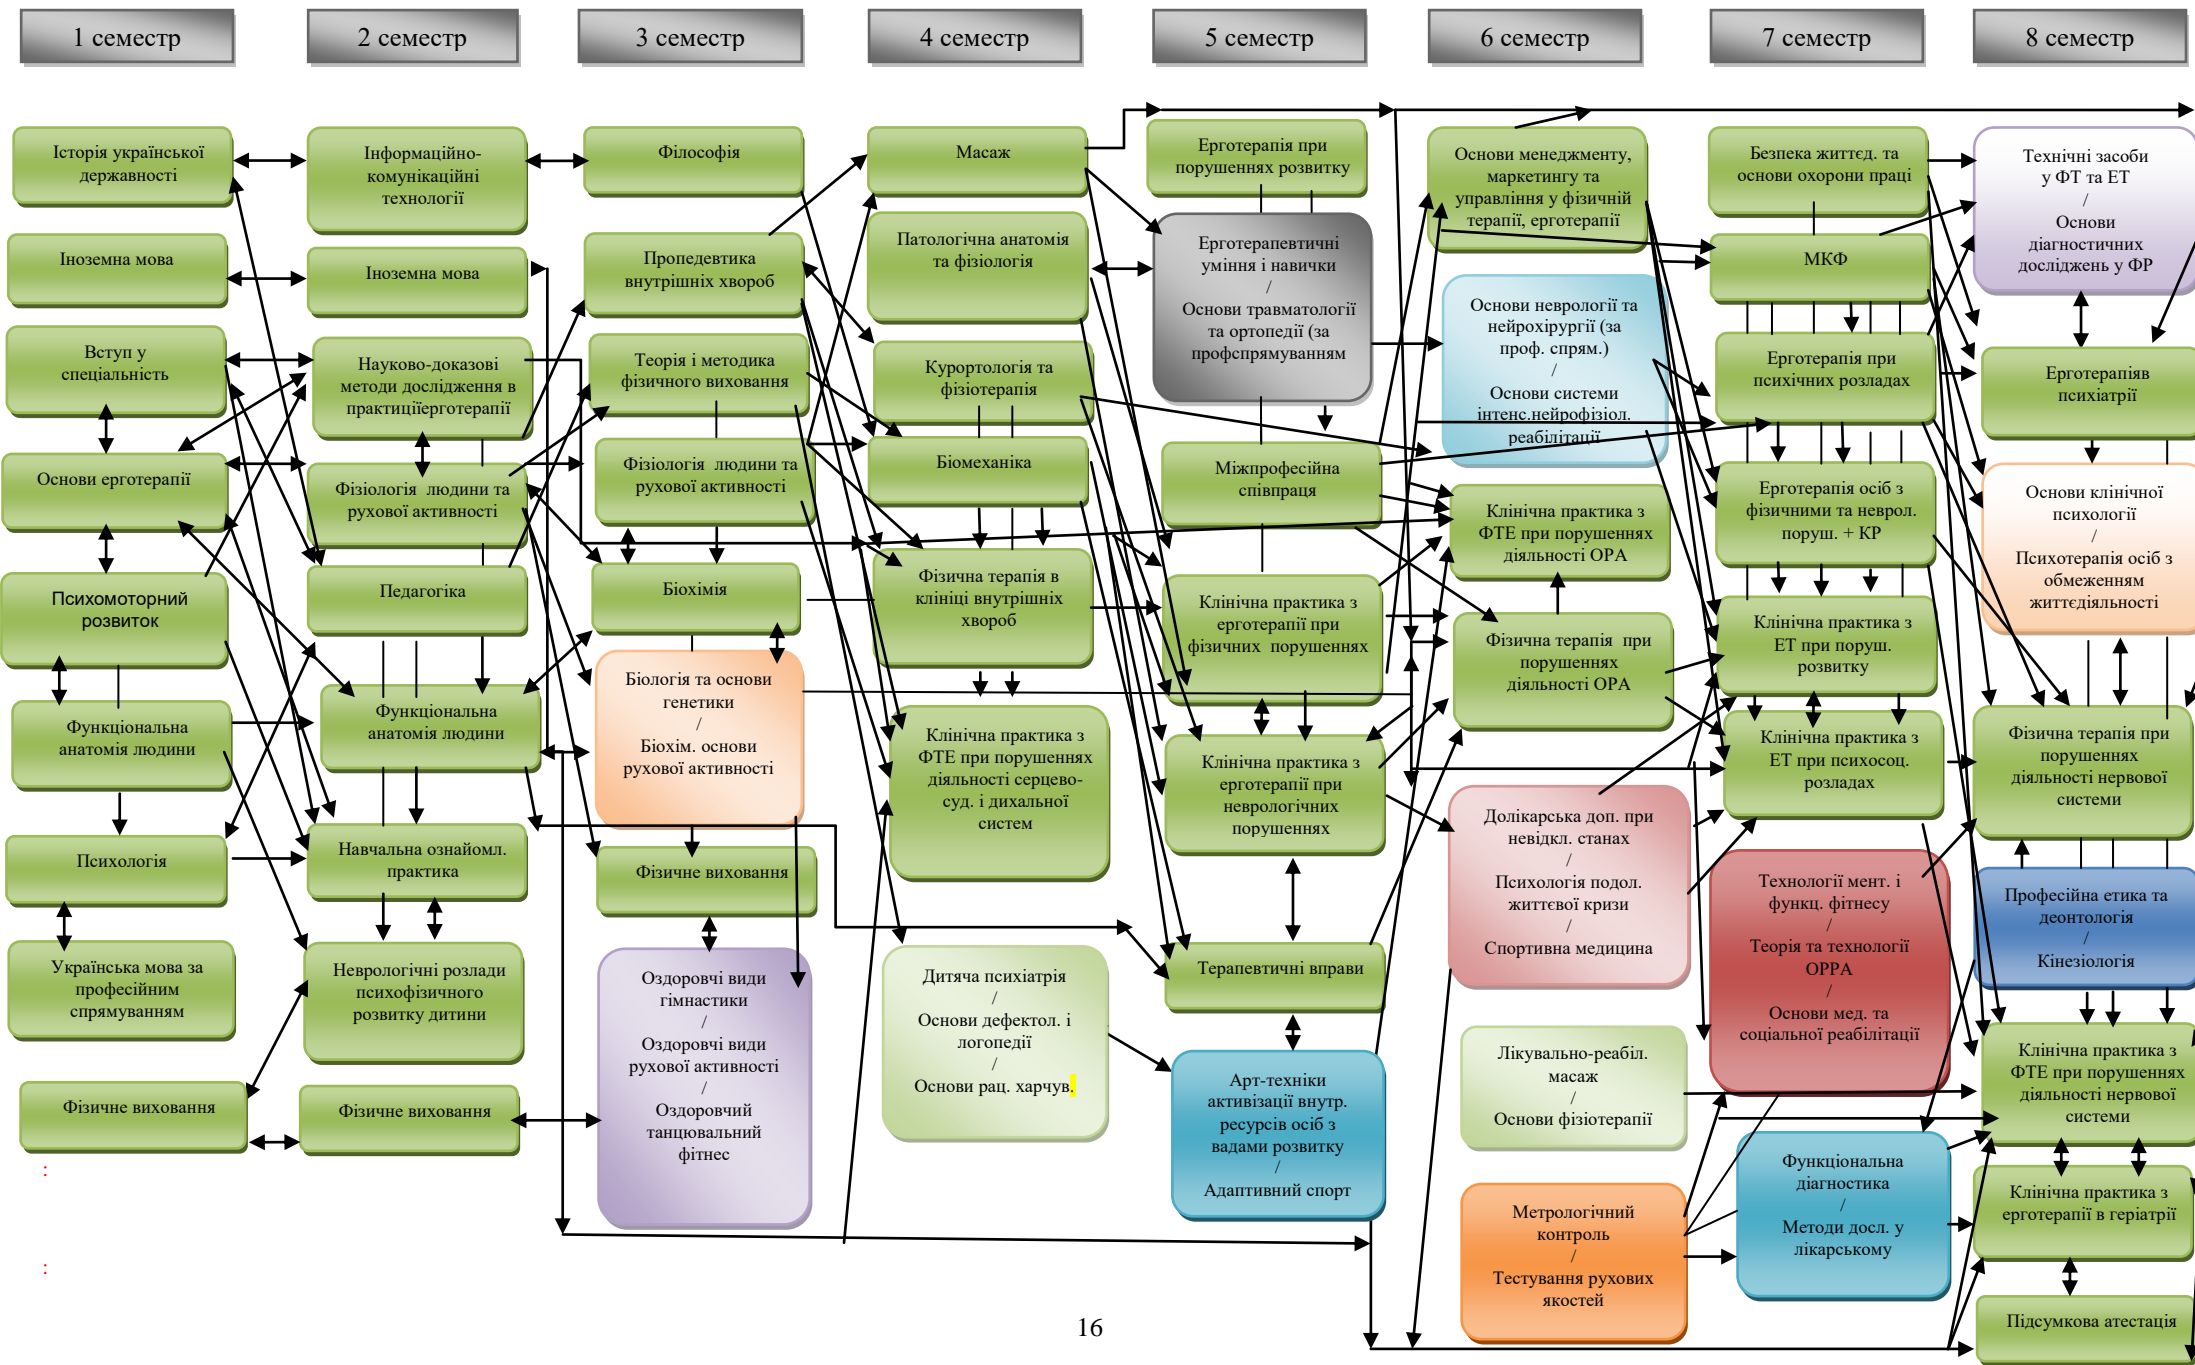 1 семестр
2 семестр
3 семестр
4 семестр
5 семестр
6 семестр
7 семестр
8 семестр
Історія української
державності
Іноземна мова
Вступ у
спеціальність
Основи ерготерапії
Психомоторний
розвиток
Функціональна
анатомія людини
Психологія
Українська мова за
професійним
спрямуванням
Фізичне виховання
:
:
Інформаційно-
комунікаційні
технології
Іноземна мова
Науково-доказові
методи дослідження в
практиціїерготерапії
Фізіологія людини та
рухової активності
Педагогіка
Функціональна
анатомія людини
Навчальна ознайомл.
практика
Неврологічні розлади
психофізичного
розвитку дитини
Фізичне виховання
Філософія
Пропедевтика
внутрішніх хвороб
Теорія і методика
фізичного виховання
Фізіологія людини та
рухової активності
Біохімія
Біологія та основи
генетики
/
Біохім. основи
рухової активності
Фізичне виховання
Оздоровчі види
гімнастики
/
Оздоровчі види
рухової активності
/
Оздоровчий
танцювальний
фітнес
Масаж
Патологічна анатомія
та фізіологія
Курортологія та
фізіотерапія
Біомеханіка
Фізична терапія в
клініці внутрішніх
хвороб
Клінічна практика з
ФТЕ при порушеннях
діяльності серцево-
суд. і дихальної
систем
Дитяча психіатрія
/
Основи дефектол. і
логопедії
/
Основи рац. харчув.
Ерготерапія при
порушеннях розвитку
Ерготерапевтичні
уміння і навички
/
Основи травматології
та ортопедії (за
профспрямуванням
Міжпрофесійна
співпраця
Клінічна практика з
ерготерапії при
фізичних порушеннях
Клінічна практика з
ерготерапії при
неврологічних
порушеннях
Терапевтичні вправи
Арт-техніки
активізації внутр.
ресурсів осіб з
вадами розвитку
/
Адаптивний спорт
Основи менеджменту,
маркетингу та
управління у фізичній
терапії, ерготерапії
Основи неврології та
нейрохірургії (за
проф. спрям.)
/
Основи системи
інтенс.нейрофізіол.
реабілітації
Клінічна практика з
ФТЕ при порушеннях
діяльності ОРА
Фізична терапія при
порушеннях
діяльності ОРА
Долікарська доп. при
невідкл. станах
/
Психологія подол.
життєвої кризи
/
Спортивна медицина
Лікувально-реабіл.
масаж
/
Основи фізіотерапії
Метрологічний
контроль
/
Тестування рухових
якостей
Безпека життєд. та
основи охорони праці
МКФ
Ерготерапія при
психічних розладах
Ерготерапія осіб з
фізичними та неврол.
поруш. + КР
Клінічна практика з
ЕТ при поруш.
розвитку
Клінічна практика з
ЕТ при психосоц.
розладах
Технології мент. і
функц. фітнесу
/
Теорія та технології
ОРРА
/
Основи мед. та
соціальної реабілітації
Функціональна
діагностика
/
Методи досл. у
лікарському
Технічні засоби
у ФТ та ЕТ
/
Основи
діагностичних
досліджень у ФР
Ерготерапіяв
психіатрії
Основи клінічної
психології
/
Психотерапія осіб з
обмеженням
життєдіяльності
Фізична терапія при
порушеннях
діяльності нервової
системи
Професійна етика та
деонтологія
/
Кінезіологія
Клінічна практика з
ФТЕ при порушеннях
діяльності нервової
системи
Клінічна практика з
ерготерапії в геріатрії
Підсумкова атестація
16